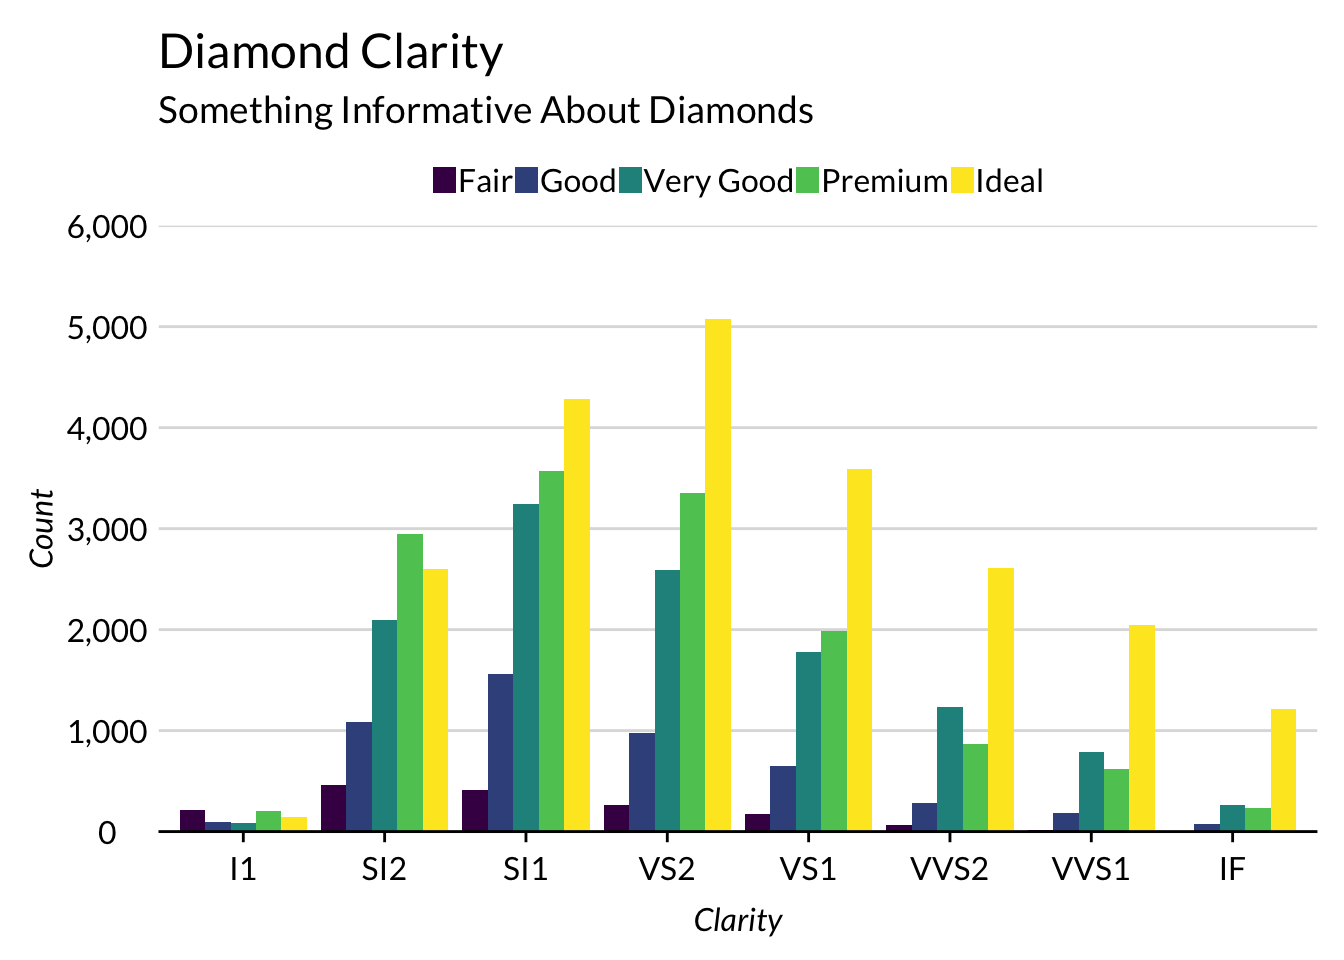 Diamond Clarity
Something Informative About Diamonds
Fair Good Very Good Premium Ideal
6,000
5,000
4,000
3,000
2,000
1,000
0
Count
I1 SI2 SI1 VS2 VS1 VVS2 VVS1 IF
Clarity